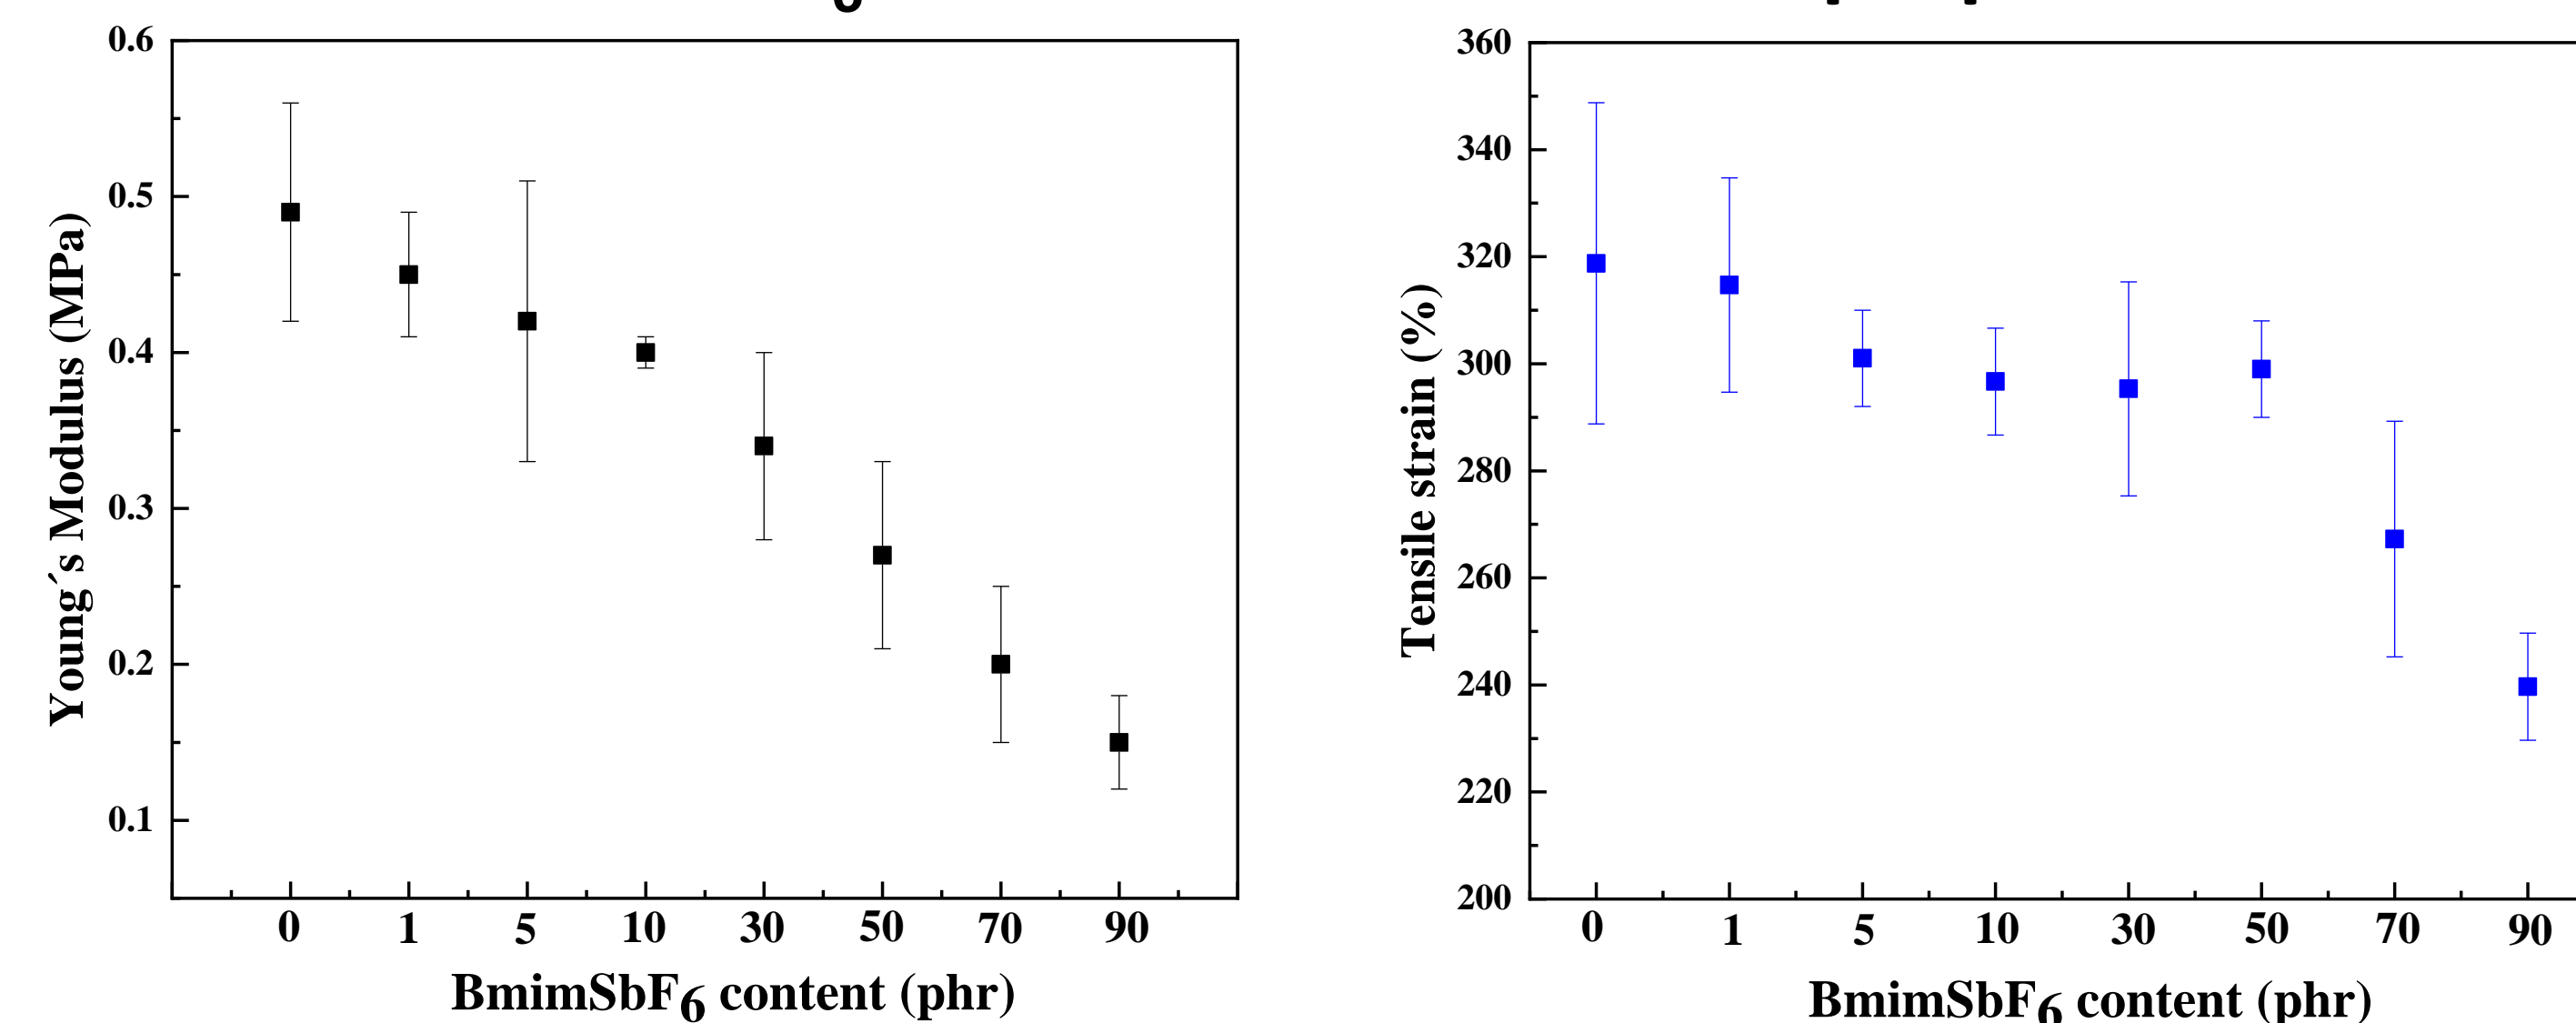 0.6
0.5
0.4
0.3
0.2
0.1
Young´s Modulus (MPa)
0 1 5 10 30 50 70 90
BmimSbF6 content (phr)
360
340
320
300
280
260
240
220
200
Tensile strain (%)
0 1 5 10 30 50 70 90
BmimSbF6 content (phr)